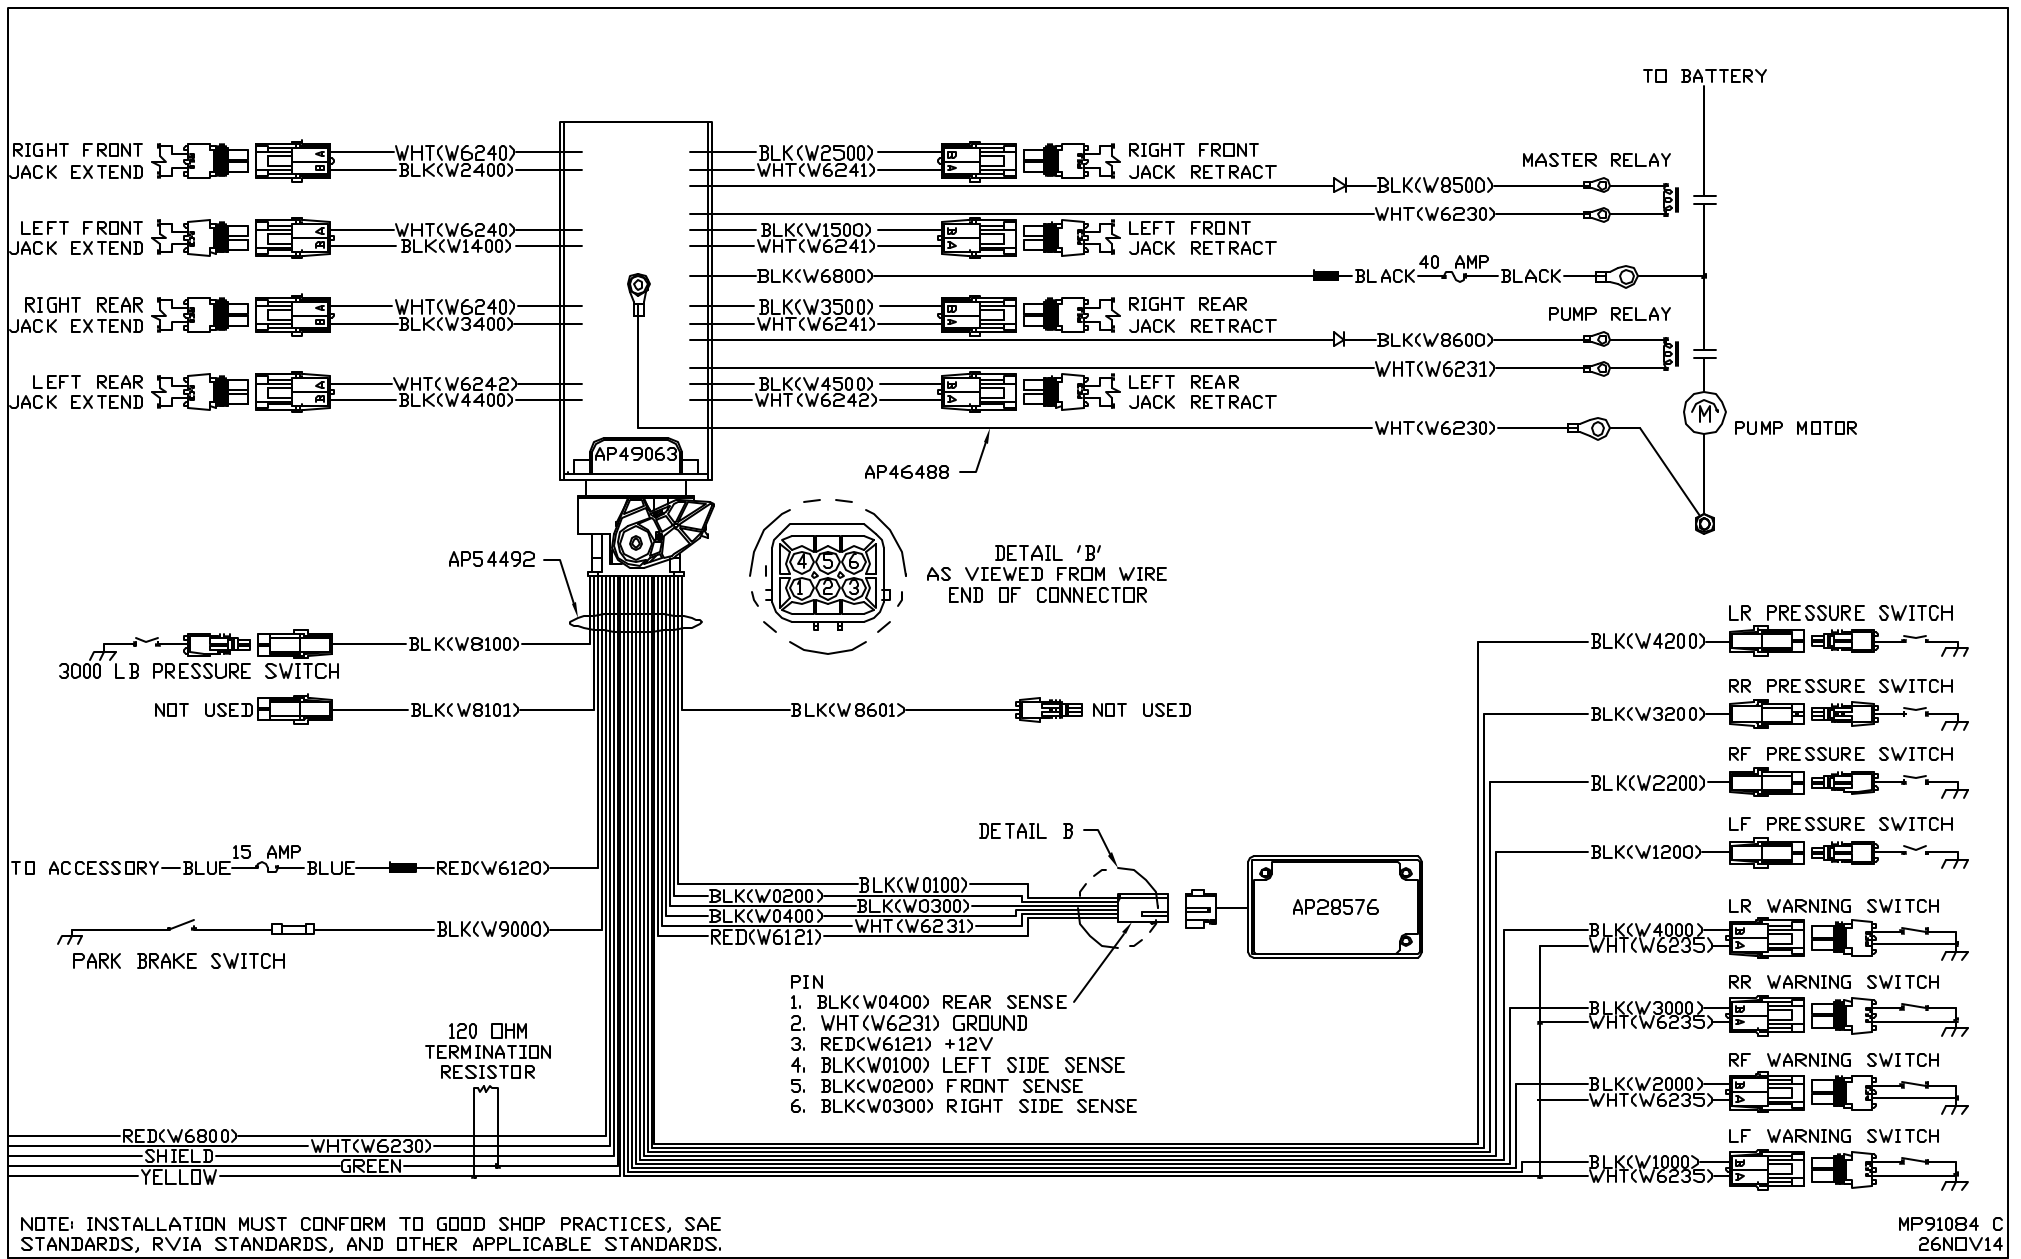 TO BATTERY
RIGHT FRONT
JACK EXTEND
WHT(W6240)
BLK(W2400)
BLK(W2500)
WHT(W6241)
B
A
A
B
RIGHT FRONT
JACK RETRACT
MASTER RELAY
BLK(W8500)
WHT(W6230)
LEFT FRONT
JACK EXTEND
WHT(W6240)
BLK(W1400)
A
B
BLK(W1500)
WHT(W6241)
B
A
LEFT FRONT
JACK RETRACT
BLK(W6800)
BLACK
40 AMP
BLACK
RIGHT REAR
JACK EXTEND
WHT(W6240)
BLK(W3400)
A
B
BLK(W3500)
WHT(W6241)
B
A
RIGHT REAR
JACK RETRACT
PUMP RELAY
BLK(W8600)
WHT(W6231)
LEFT REAR
JACK EXTEND
WHT(W6242)
BLK(W4400)
A
B
BLK(W4500)
WHT(W6242)
B
A
LEFT REAR
JACK RETRACT
WHT(W6230)
M
PUMP MOTOR
AP49063
AP46488
AP54492
4 5 6
1 2 3
DETAIL 'B'
AS VIEWED FROM WIRE
END OF CONNECTOR
BLK(W8100)
3000 LB PRESSURE SWITCH
NOT USED
BLK(W8101)
BLK(W8601)
NOT USED
LR PRESSURE SWITCH
BLK(W4200)
RR PRESSURE SWITCH
BLK(W3200)
RF PRESSURE SWITCH
BLK(W2200)
LF PRESSURE SWITCH
BLK(W1200)
TO ACCESSORY
BLUE
15 AMP
BLUE
RED(W6120)
BLK(W9000)
PARK BRAKE SWITCH
DETAIL B
BLK(W0100)
BLK(W0200)
BLK(W0300)
BLK(W0400)
WHT(W6231)
RED(W6121)
AP28576
PIN
1. BLK(W0400) REAR SENSE
2. WHT(W6231) GROUND
3. RED(W6121) +12V
4. BLK(W0100) LEFT SIDE SENSE
5. BLK(W0200) FRONT SENSE
6. BLK(W0300) RIGHT SIDE SENSE
LR WARNING SWITCH
BLK(W4000)
WHT(W6235)
B
A
RR WARNING SWITCH
BLK(W3000)
WHT(W6235)
B
A
RF WARNING SWITCH
BLK(W2000)
WHT(W6235)
B
A
LF WARNING SWITCH
BLK(W1000)
WHT(W6235)
B
A
120 OHM
TERMINATION
RESISTOR
RED(W6800)
WHT(W6230)
SHIELD
GREEN
YELLOW
NOTE: INSTALLATION MUST CONFORM TO GOOD SHOP PRACTICES, SAE
STANDARDS, RVIA STANDARDS, AND OTHER APPLICABLE STANDARDS.
MP91084 C
26NOV14